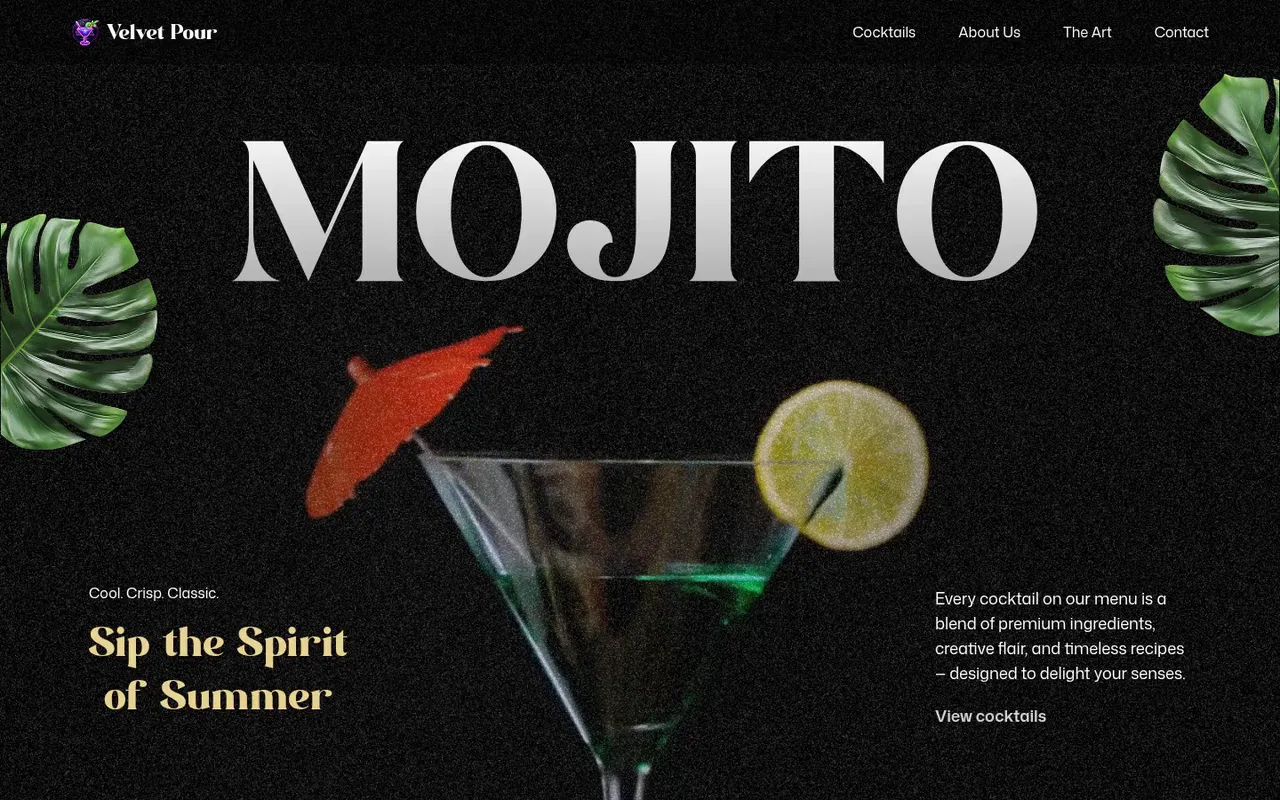 Velvet Pour
Cocktails
About Us
The Art
Contact
MOJITO
Cool. Crisp. Classic.
Sip the Spirit
of Summer
Every cocktail on our menu is a
blend of premium ingredients,
creative flair, and timeless recipes
– designed to delight your senses.
View cocktails